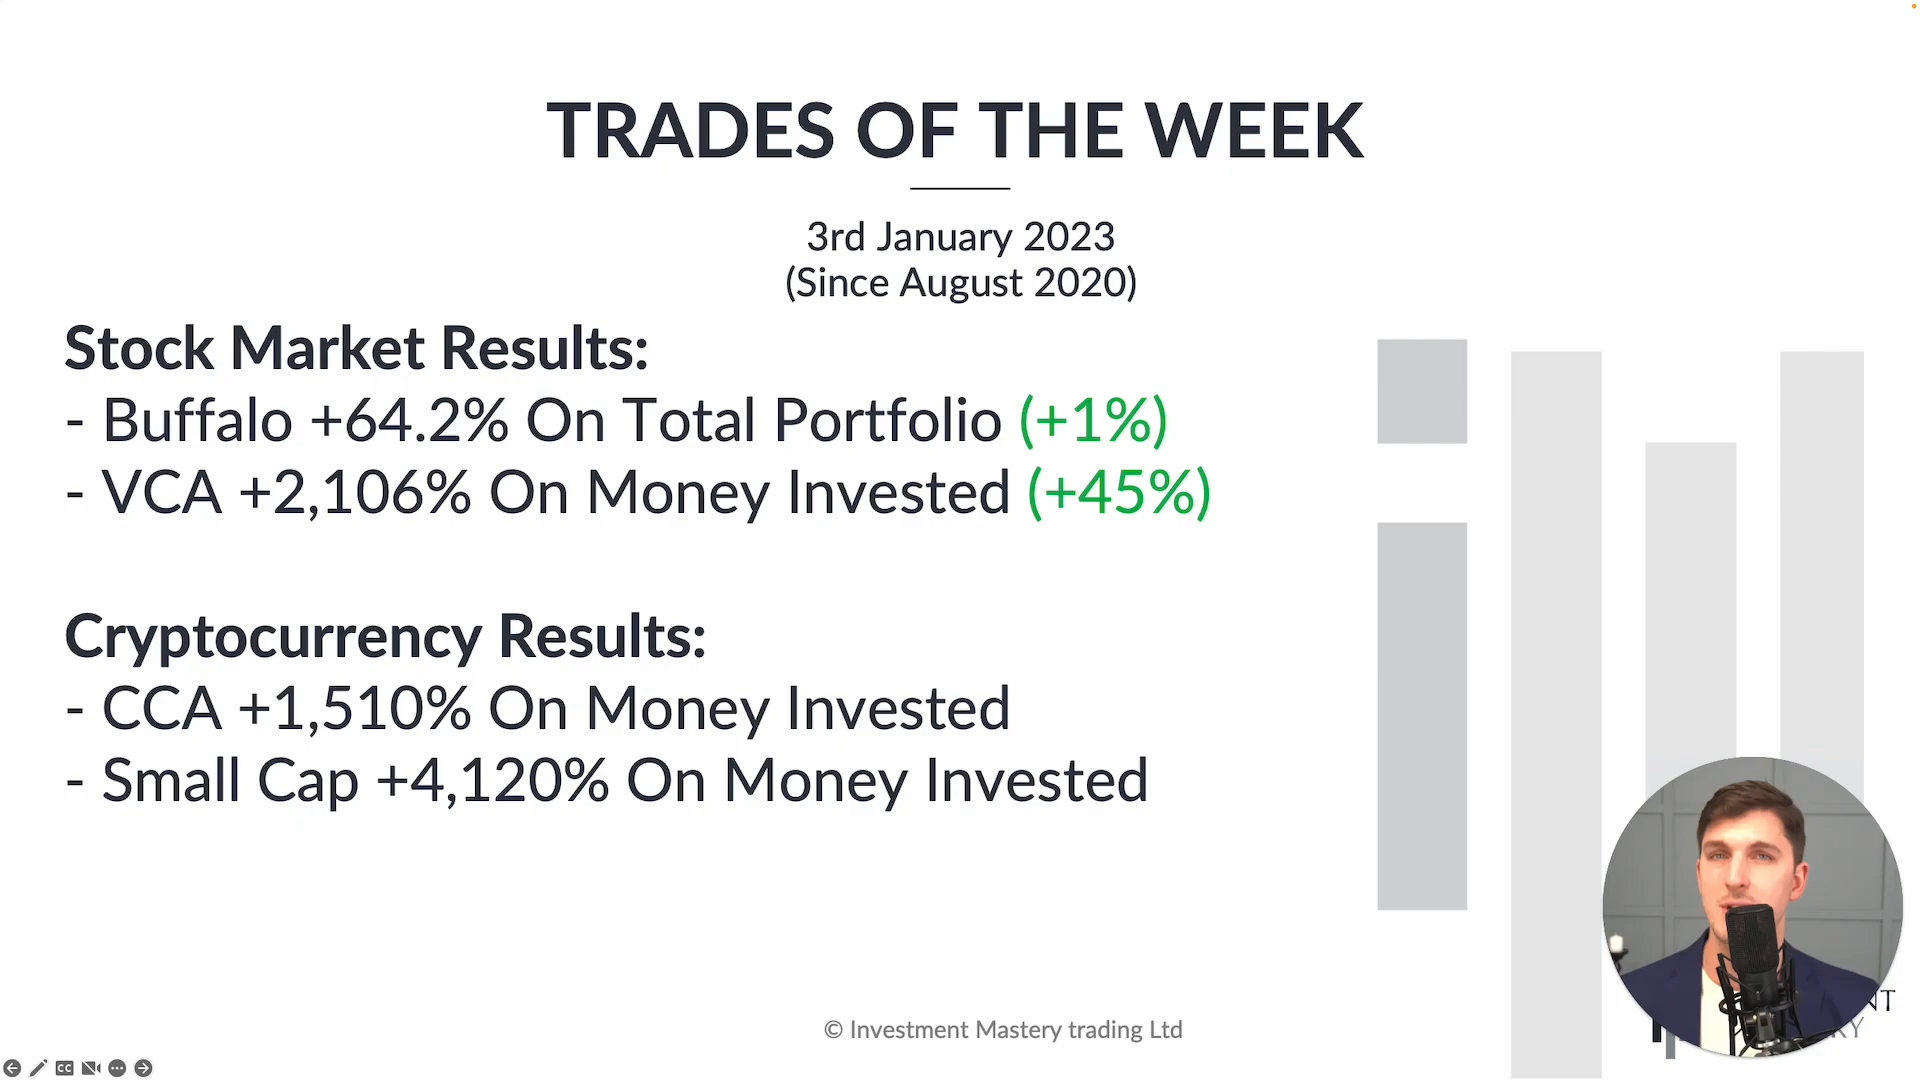 TRADES OF THE WEEK
3rd January 2023
(Since August 2020)
Stock Market Results:
- Buffalo +64.2% On Total Portfolio (+1%)
- VCA +2,106% On Money Invested (+45%)
Cryptocurrency Results:
- CCA +1,510% On Money Invested
- Small Cap +4,120% On Money Invested
© Investment Mastery trading Ltd
CC